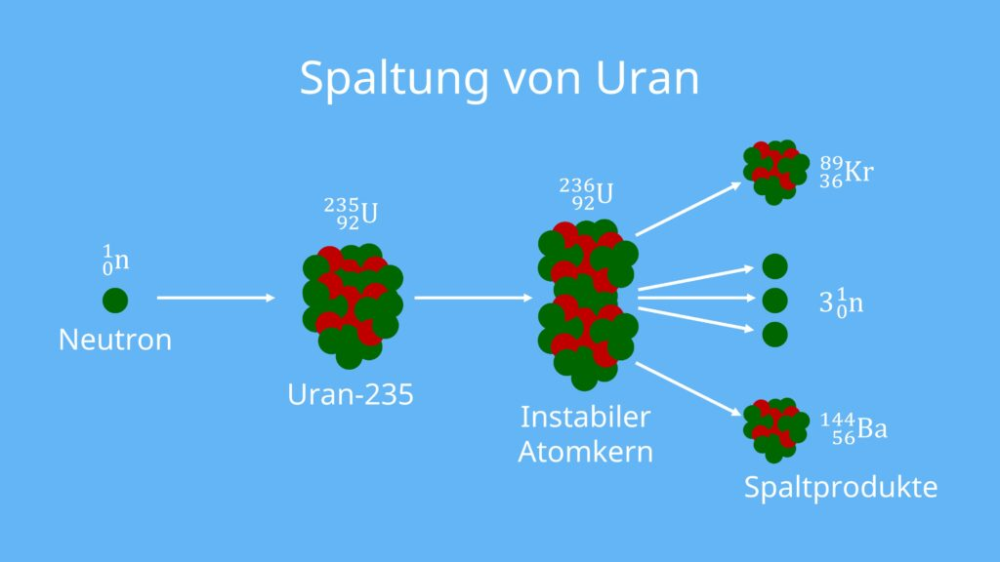 Spaltung von Uran
¹₀n
Neutron
²³⁵₉₂U
Uran-235
²³⁶₉₂U
Instabiler
Atomkern
⁸⁹₃₆Kr
3¹₀n
¹⁴⁴₅₆Ba
Spaltprodukte